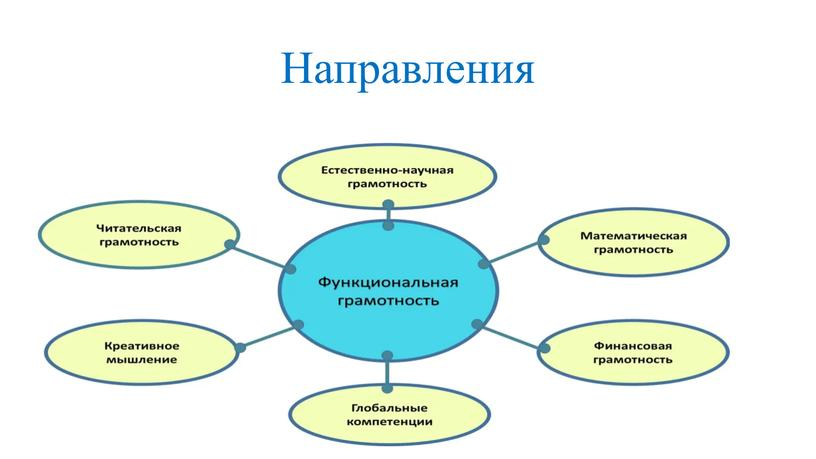 Направления
Естественно-научная
грамотность
Читательская
грамотность
Математическая
грамотность
Функциональная
грамотность
Креативное
мышление
Финансовая
грамотность
Глобальные
компетенции